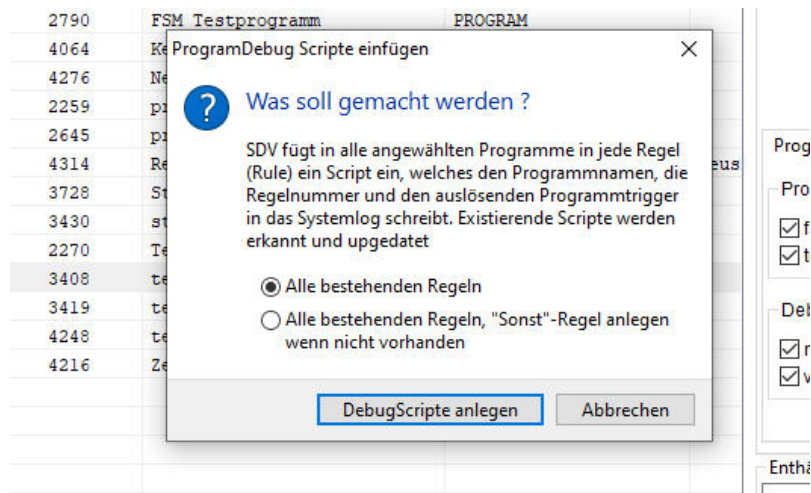 2790 FSM Testprogramm PROGRAM
4064
ProgramDebug Scripte einfügen
4276
2259
2645
4314
3728
3430
2270
3408
3419
4248
4216
Was soll gemacht werden ?
SDV fügt in alle angewählten Programme in jede Regel
(Rule) ein Script ein, welches den Programmnamen, die
Regelnummer und den auslösenden Programmtrigger
in das Systemlog schreibt. Existierende Scripte werden
erkannt und upgedatet
Alle bestehenden Regeln
Alle bestehenden Regeln, "Sonst"-Regel anlegen
wenn nicht vorhanden
DebugScripte anlegen Abbrechen